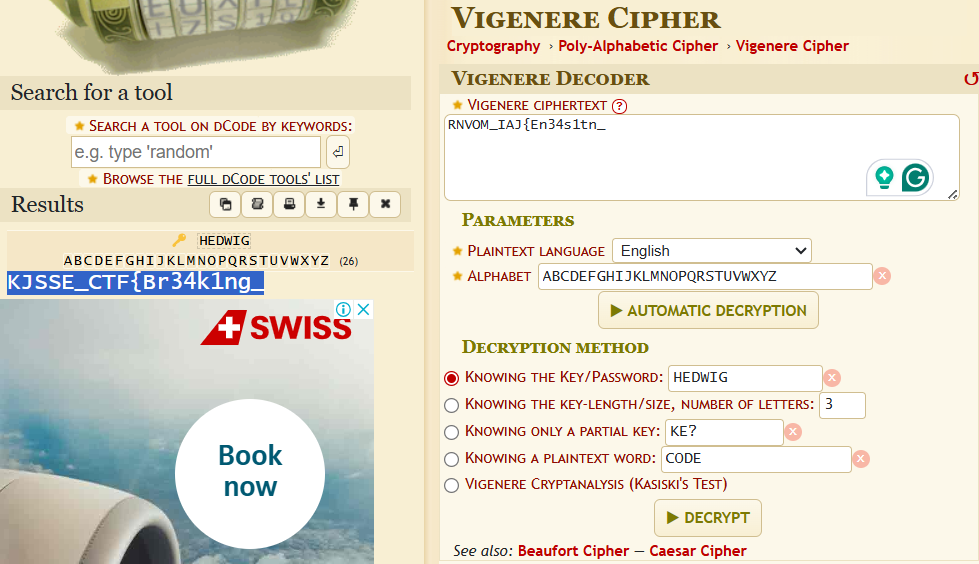 Search for a tool
★ SEARCH A TOOL ON DCODE BY KEYWORDS:
e.g. type 'random'
★ BROWSE THE FULL DCODE TOOLS' LIST
Results
HEDWIG
ABCDEFGHIJKLMNOPQRSTUVWXYZ (26)
KJSSE_CTF{Br34k1ng_
SWISS
Book
now
VIGENERE CIPHER
Cryptography › Poly-Alphabetic Cipher › Vigenere Cipher
VIGENERE DECODER
★ VIGENERE CIPHERTEXT ?
RNVOM_IAJ{En34s1tn_
PARAMETERS
★ PLAINTEXT LANGUAGE English
★ ALPHABET ABCDEFGHIJKLMNOPQRSTUVWXYZ
▶ AUTOMATIC DECRYPTION
DECRYPTION METHOD
KNOWING THE KEY/PASSWORD: HEDWIG
KNOWING THE KEY-LENGTH/SIZE, NUMBER OF LETTERS: 3
KNOWING ONLY A PARTIAL KEY: KE?
KNOWING A PLAINTEXT WORD: CODE
VIGENERE CRYPTANALYSIS (KASISKI'S TEST)
▶ DECRYPT
See also: Beaufort Cipher — Caesar Cipher